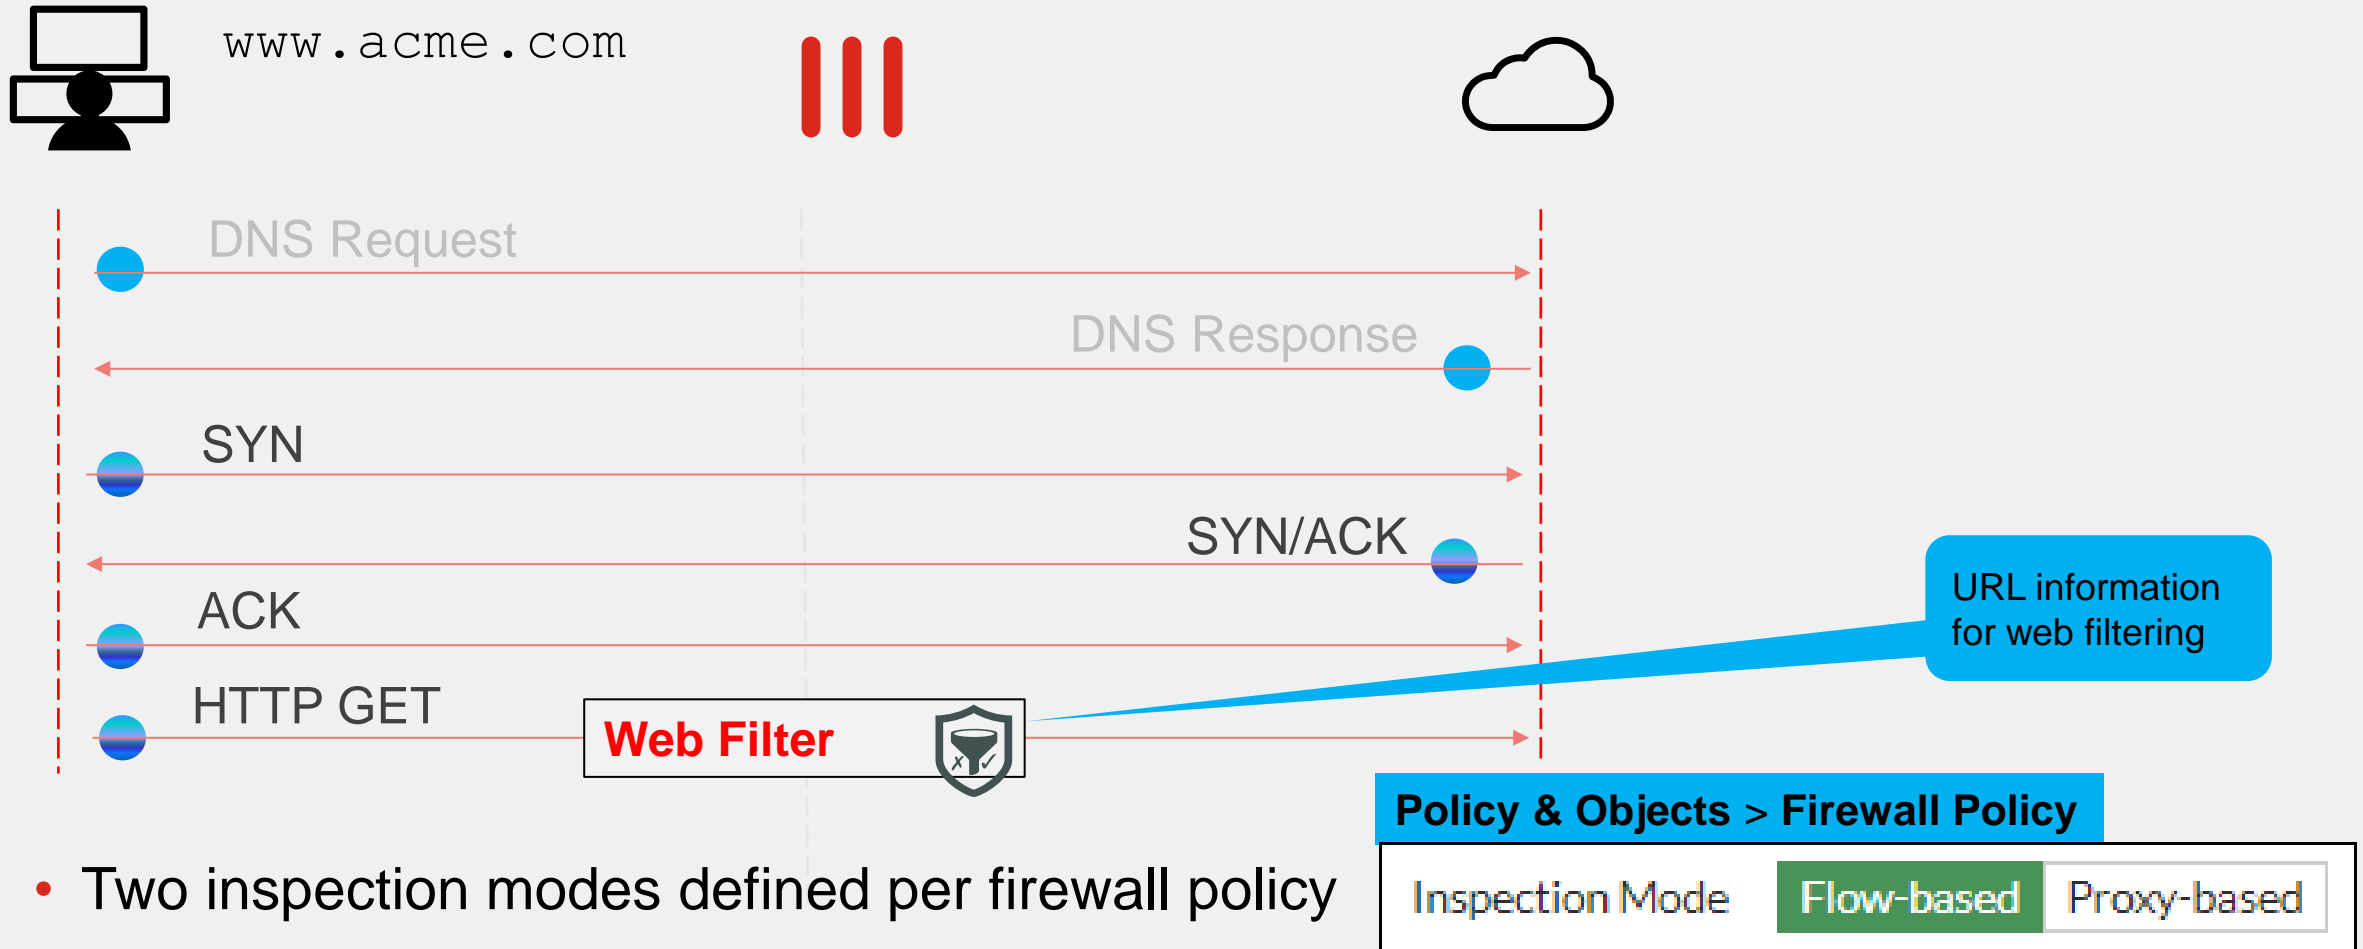 www.acme.com
DNS Request
DNS Response
SYN
SYN/ACK
ACK
URL information
for web filtering
HTTP GET
Web Filter
Policy & Objects > Firewall Policy
• Two inspection modes defined per firewall policy
Inspection Mode Flow-based Proxy-based